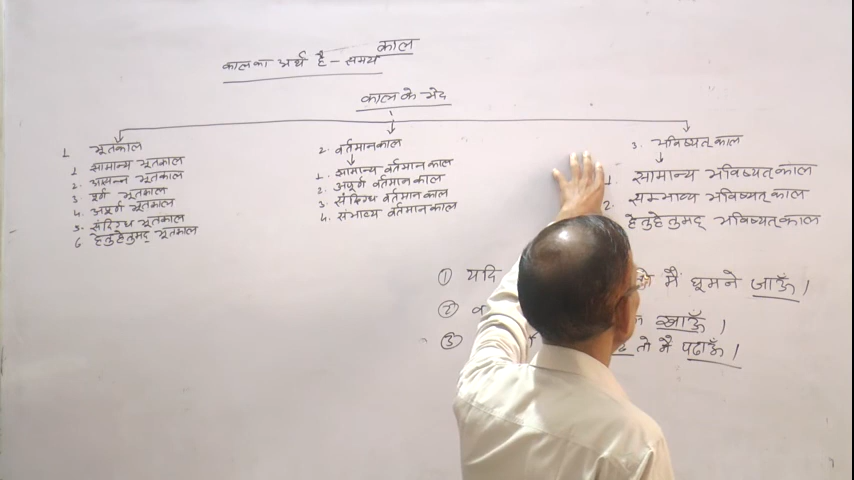 काल
काल का अर्थ है - समय
काल के भेद
1 भूतकाल
1 सामान्य भूतकाल
2. आसन्न भूतकाल
3 पूर्ण भूतकाल
4. अपूर्ण भूतकाल
5. संदिग्ध भूतकाल
6 हेतुहेतुमद् भूतकाल
2. वर्तमान काल
1. सामान्य वर्तमान काल
2. अपूर्ण वर्तमान काल
3. संदिग्ध वर्तमान काल
4. संभाव्य वर्तमान काल
3. भविष्यत् काल
1. सामान्य भविष्यत् काल
2. सम्भाव्य भविष्यत् काल
हेतुहेतुमद् भविष्यत् काल
① यदि तो मैं घूमने जाऊँ।
② खाऊँ।
③ तो मैं पढाऊँ।